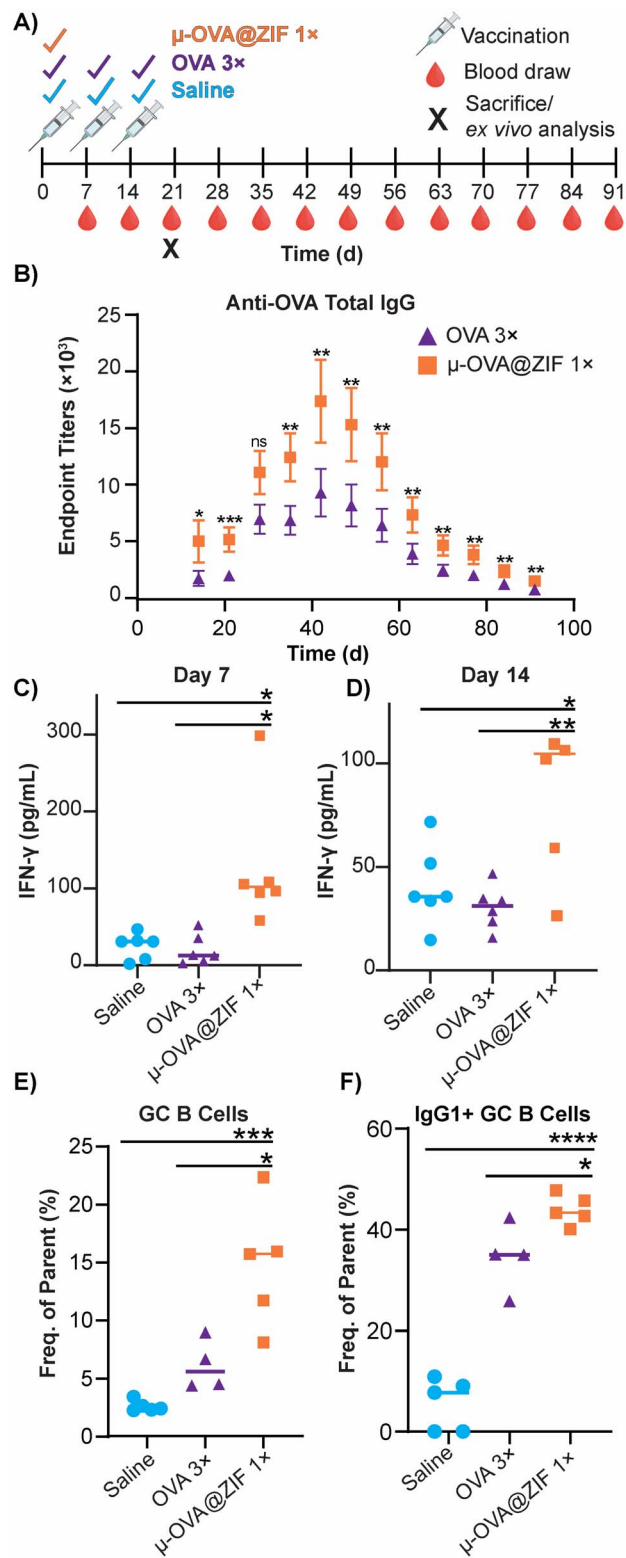 A)
µ-OVA@ZIF 1×
OVA 3×
Saline
Vaccination
Blood draw
X Sacrifice/
ex vivo analysis
0 7 14 21 28 35 42 49 56 63 70 77 84 91
X
Time (d)
B)
Anti-OVA Total IgG
OVA 3×
µ-OVA@ZIF 1×
Endpoint Titers (×10³)
25
20
15
10
5
0
* *** ns ** ** ** ** ** ** ** ** **
0 20 40 60 80 100
Time (d)
C)
Day 7
*
*
IFN-γ (pg/mL)
300
200
100
0
Saline
OVA 3×
µ-OVA@ZIF 1×
D)
Day 14
*
**
IFN-γ (pg/mL)
100
50
0
Saline
OVA 3×
µ-OVA@ZIF 1×
E)
GC B Cells
***
*
Freq. of Parent (%)
25
20
15
10
5
0
Saline
OVA 3×
µ-OVA@ZIF 1×
F)
IgG1+ GC B Cells
****
*
Freq. of Parent (%)
60
40
20
0
Saline
OVA 3×
µ-OVA@ZIF 1×